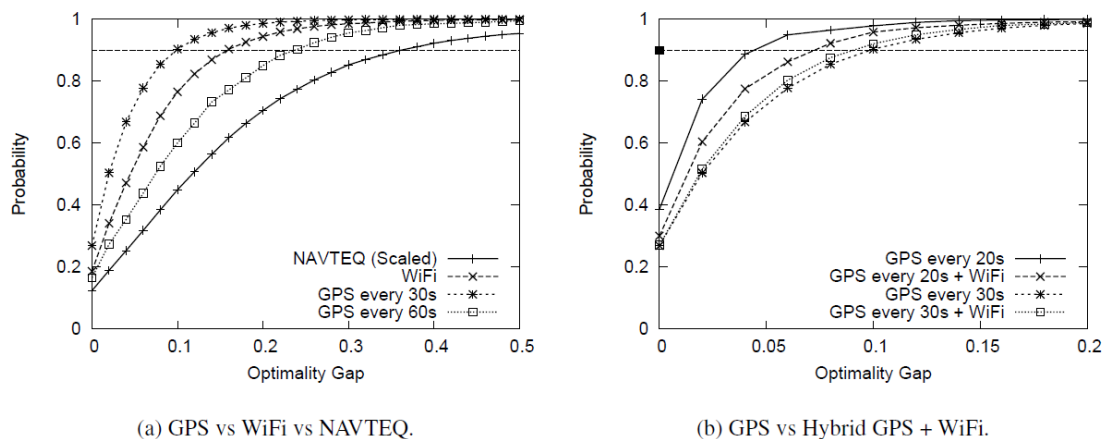 1
0.8
0.6
0.4
0.2
0
Probability
0 0.1 0.2 0.3 0.4 0.5
Optimality Gap
NAVTEQ (Scaled)
WiFi
GPS every 30s
GPS every 60s
(a) GPS vs WiFi vs NAVTEQ.
1
0.8
0.6
0.4
0.2
0
Probability
0 0.05 0.1 0.15 0.2
Optimality Gap
GPS every 20s
GPS every 20s + WiFi
GPS every 30s
GPS every 30s + WiFi
(b) GPS vs Hybrid GPS + WiFi.